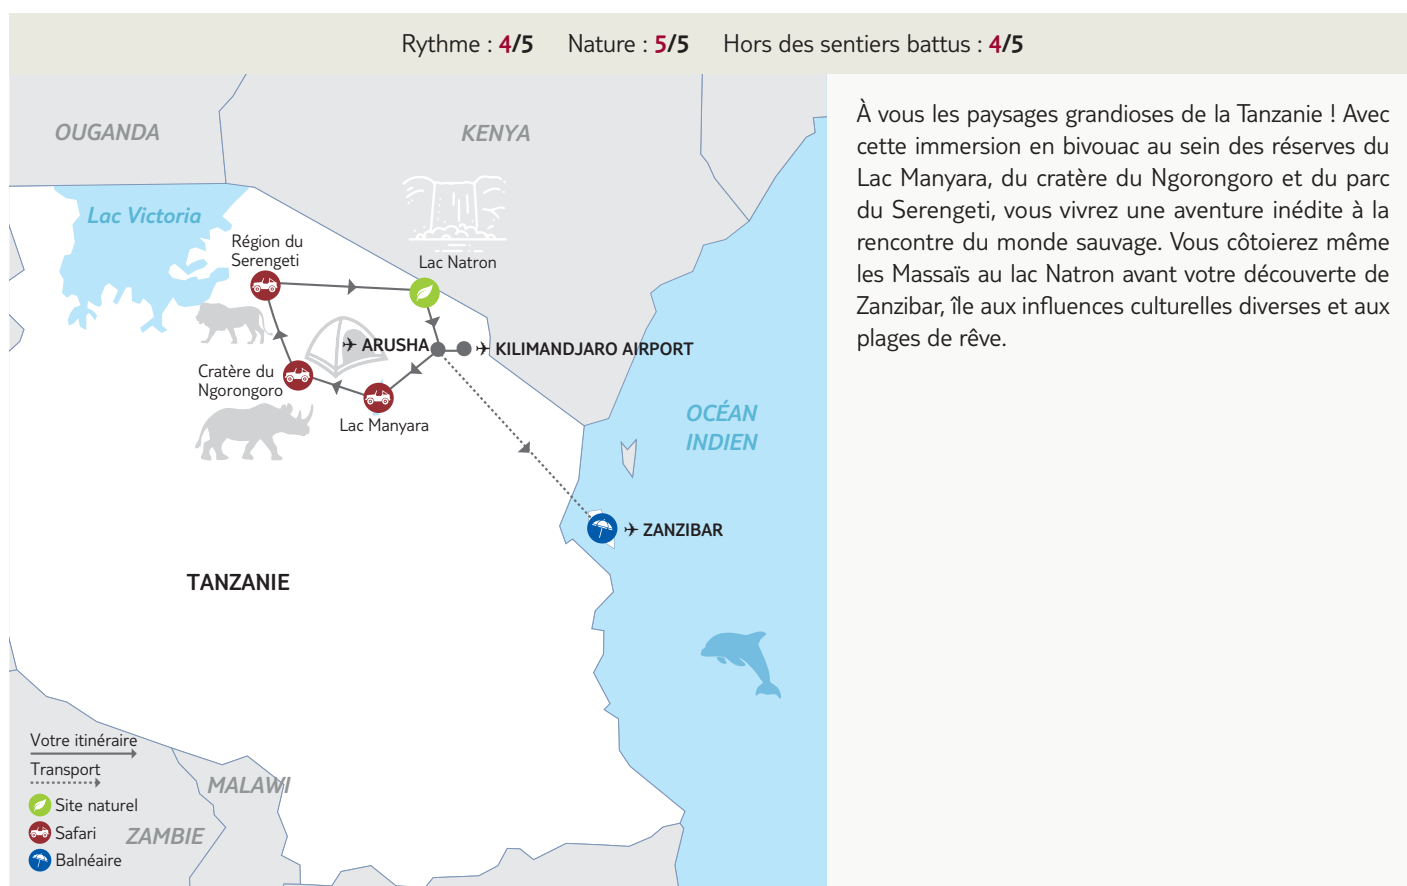 Rythme : 4/5 Nature : 5/5 Hors des sentiers battus : 4/5
OUGANDA
KENYA
Lac Victoria
Région du
Serengeti
Lac Natron
✈ ARUSHA
✈ KILIMANDJARO AIRPORT
Cratère du
Ngorongoro
Lac Manyara
OCÉAN
INDIEN
✈ ZANZIBAR
TANZANIE
Votre itinéraire
Transport
Site naturel
Safari
Balnéaire
MALAWI
ZAMBIE
À vous les paysages grandioses de la Tanzanie ! Avec
cette immersion en bivouac au sein des réserves du
Lac Manyara, du cratère du Ngorongoro et du parc
du Serengeti, vous vivrez une aventure inédite à la
rencontre du monde sauvage. Vous côtoierez même
les Massaïs au lac Natron avant votre découverte de
Zanzibar, île aux influences culturelles diverses et aux
plages de rêve.